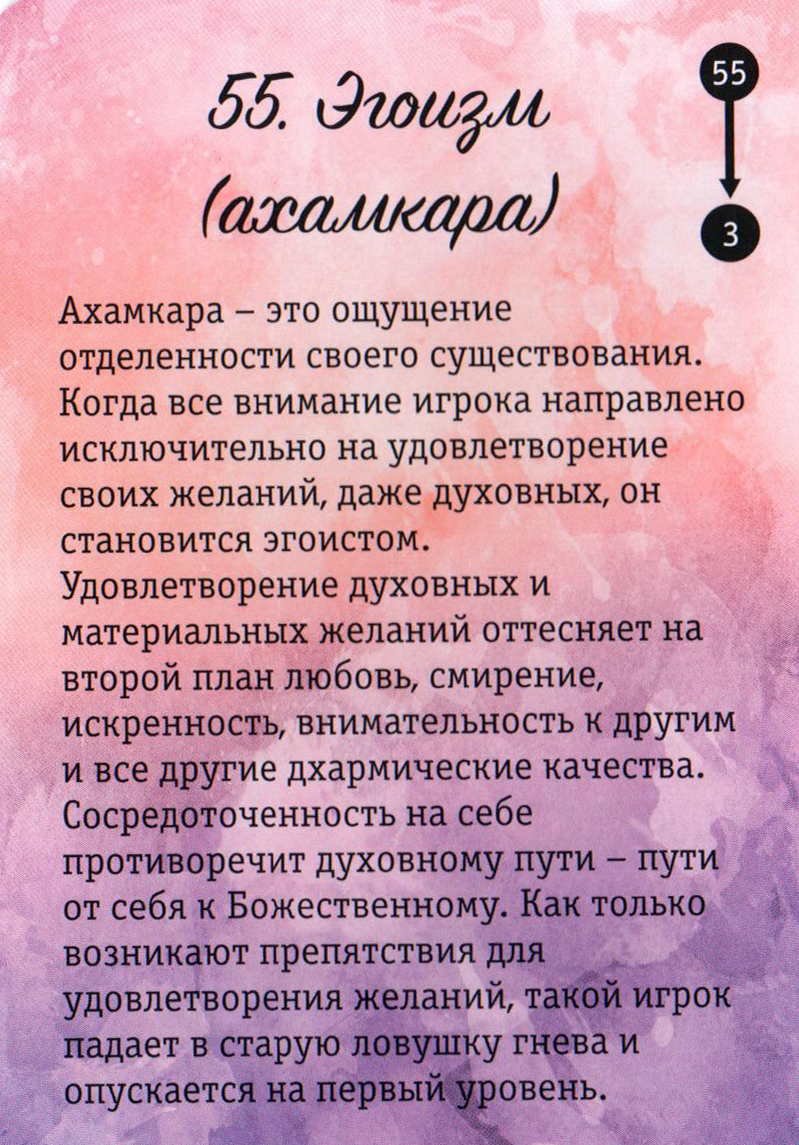 55. Эгоизм
(ахамкара)
55
3
Ахамкара – это ощущение
отделенности своего существования.
Когда все внимание игрока направлено
исключительно на удовлетворение
своих желаний, даже духовных, он
становится эгоистом.
Удовлетворение духовных и
материальных желаний оттесняет на
второй план любовь, смирение,
искренность, внимательность к другим
и все другие дхармические качества.
Сосредоточенность на себе
противоречит духовному пути – пути
от себя к Божественному. Как только
возникают препятствия для
удовлетворения желаний, такой игрок
падает в старую ловушку гнева и
опускается на первый уровень.